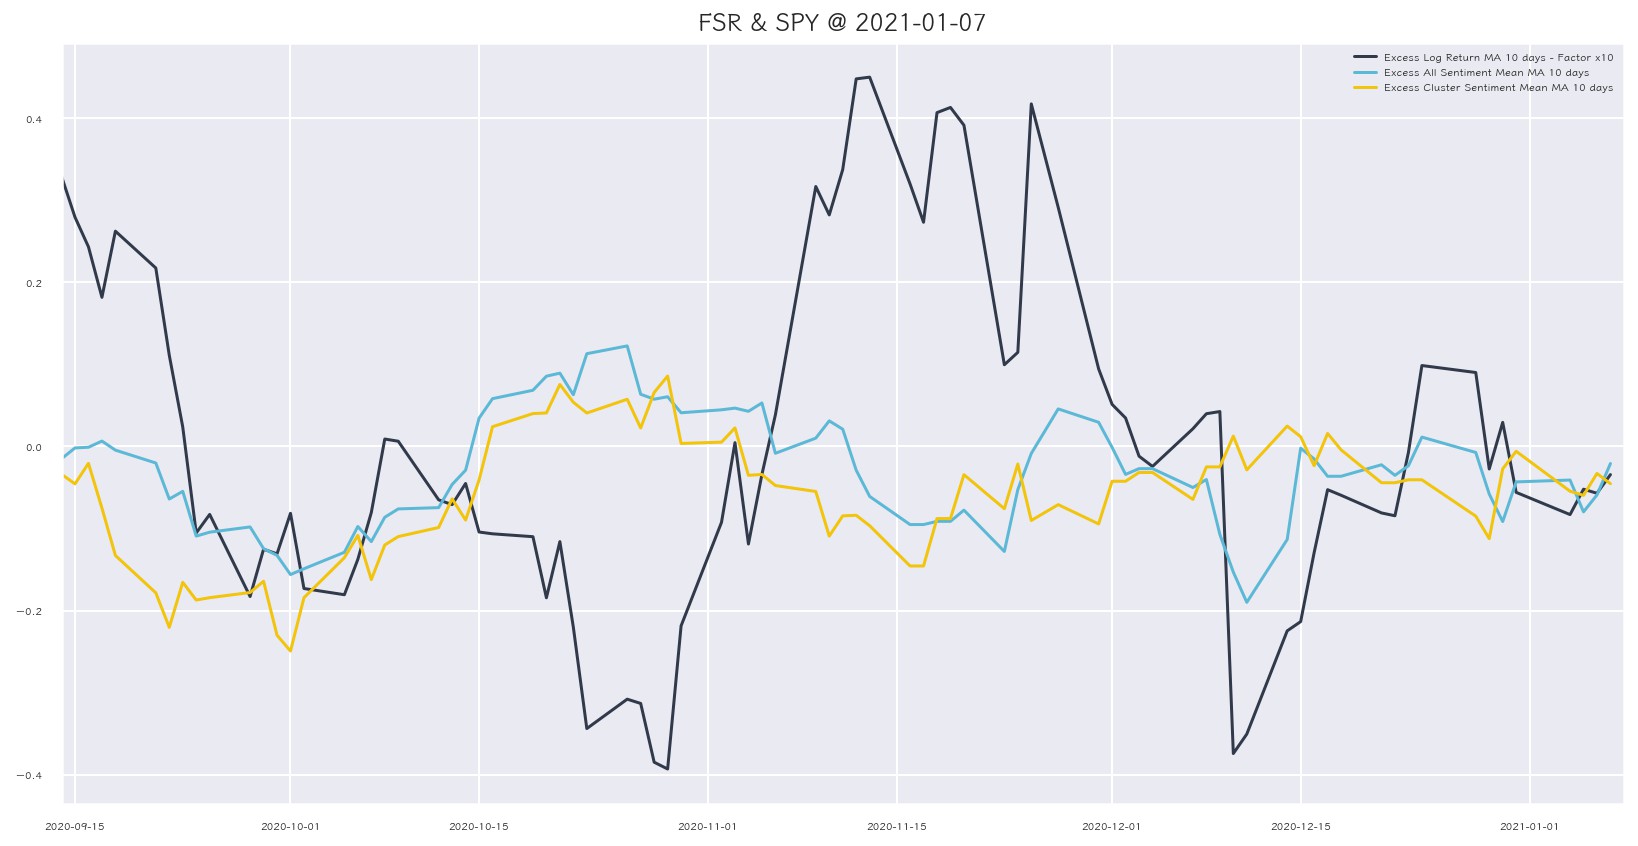 FSR & SPY @ 2021-01-07
Excess Log Return MA 10 days - Factor x10
Excess All Sentiment Mean MA 10 days
Excess Cluster Sentiment Mean MA 10 days
0.4
0.2
0.0
−0.2
−0.4
2020-09-15 2020-10-01 2020-10-15 2020-11-01 2020-11-15 2020-12-01 2020-12-15 2021-01-01